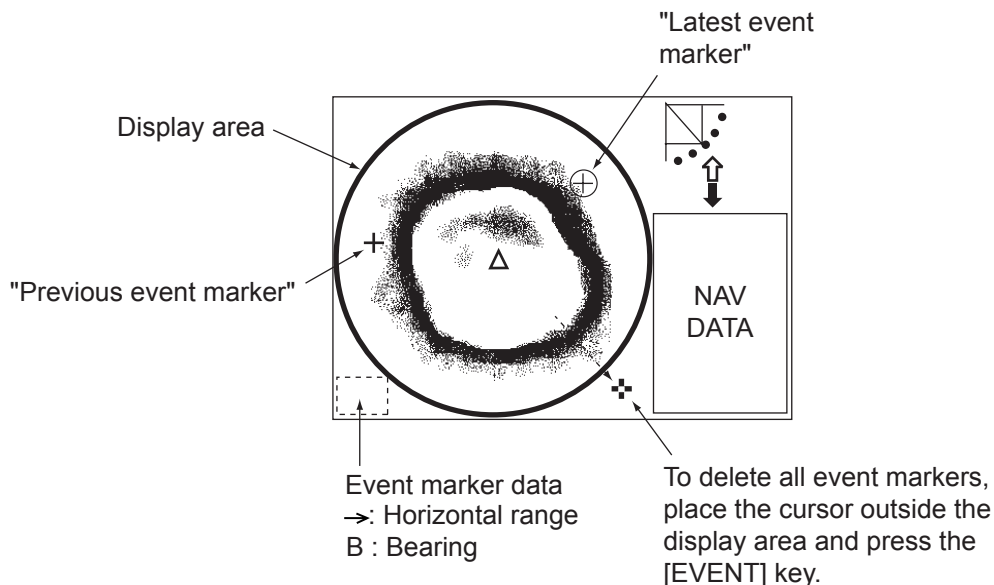 "Latest event
marker"
Display area
"Previous event marker"
NAV
DATA
Event marker data
→: Horizontal range
B : Bearing
To delete all event markers,
place the cursor outside the
display area and press the
[EVENT] key.